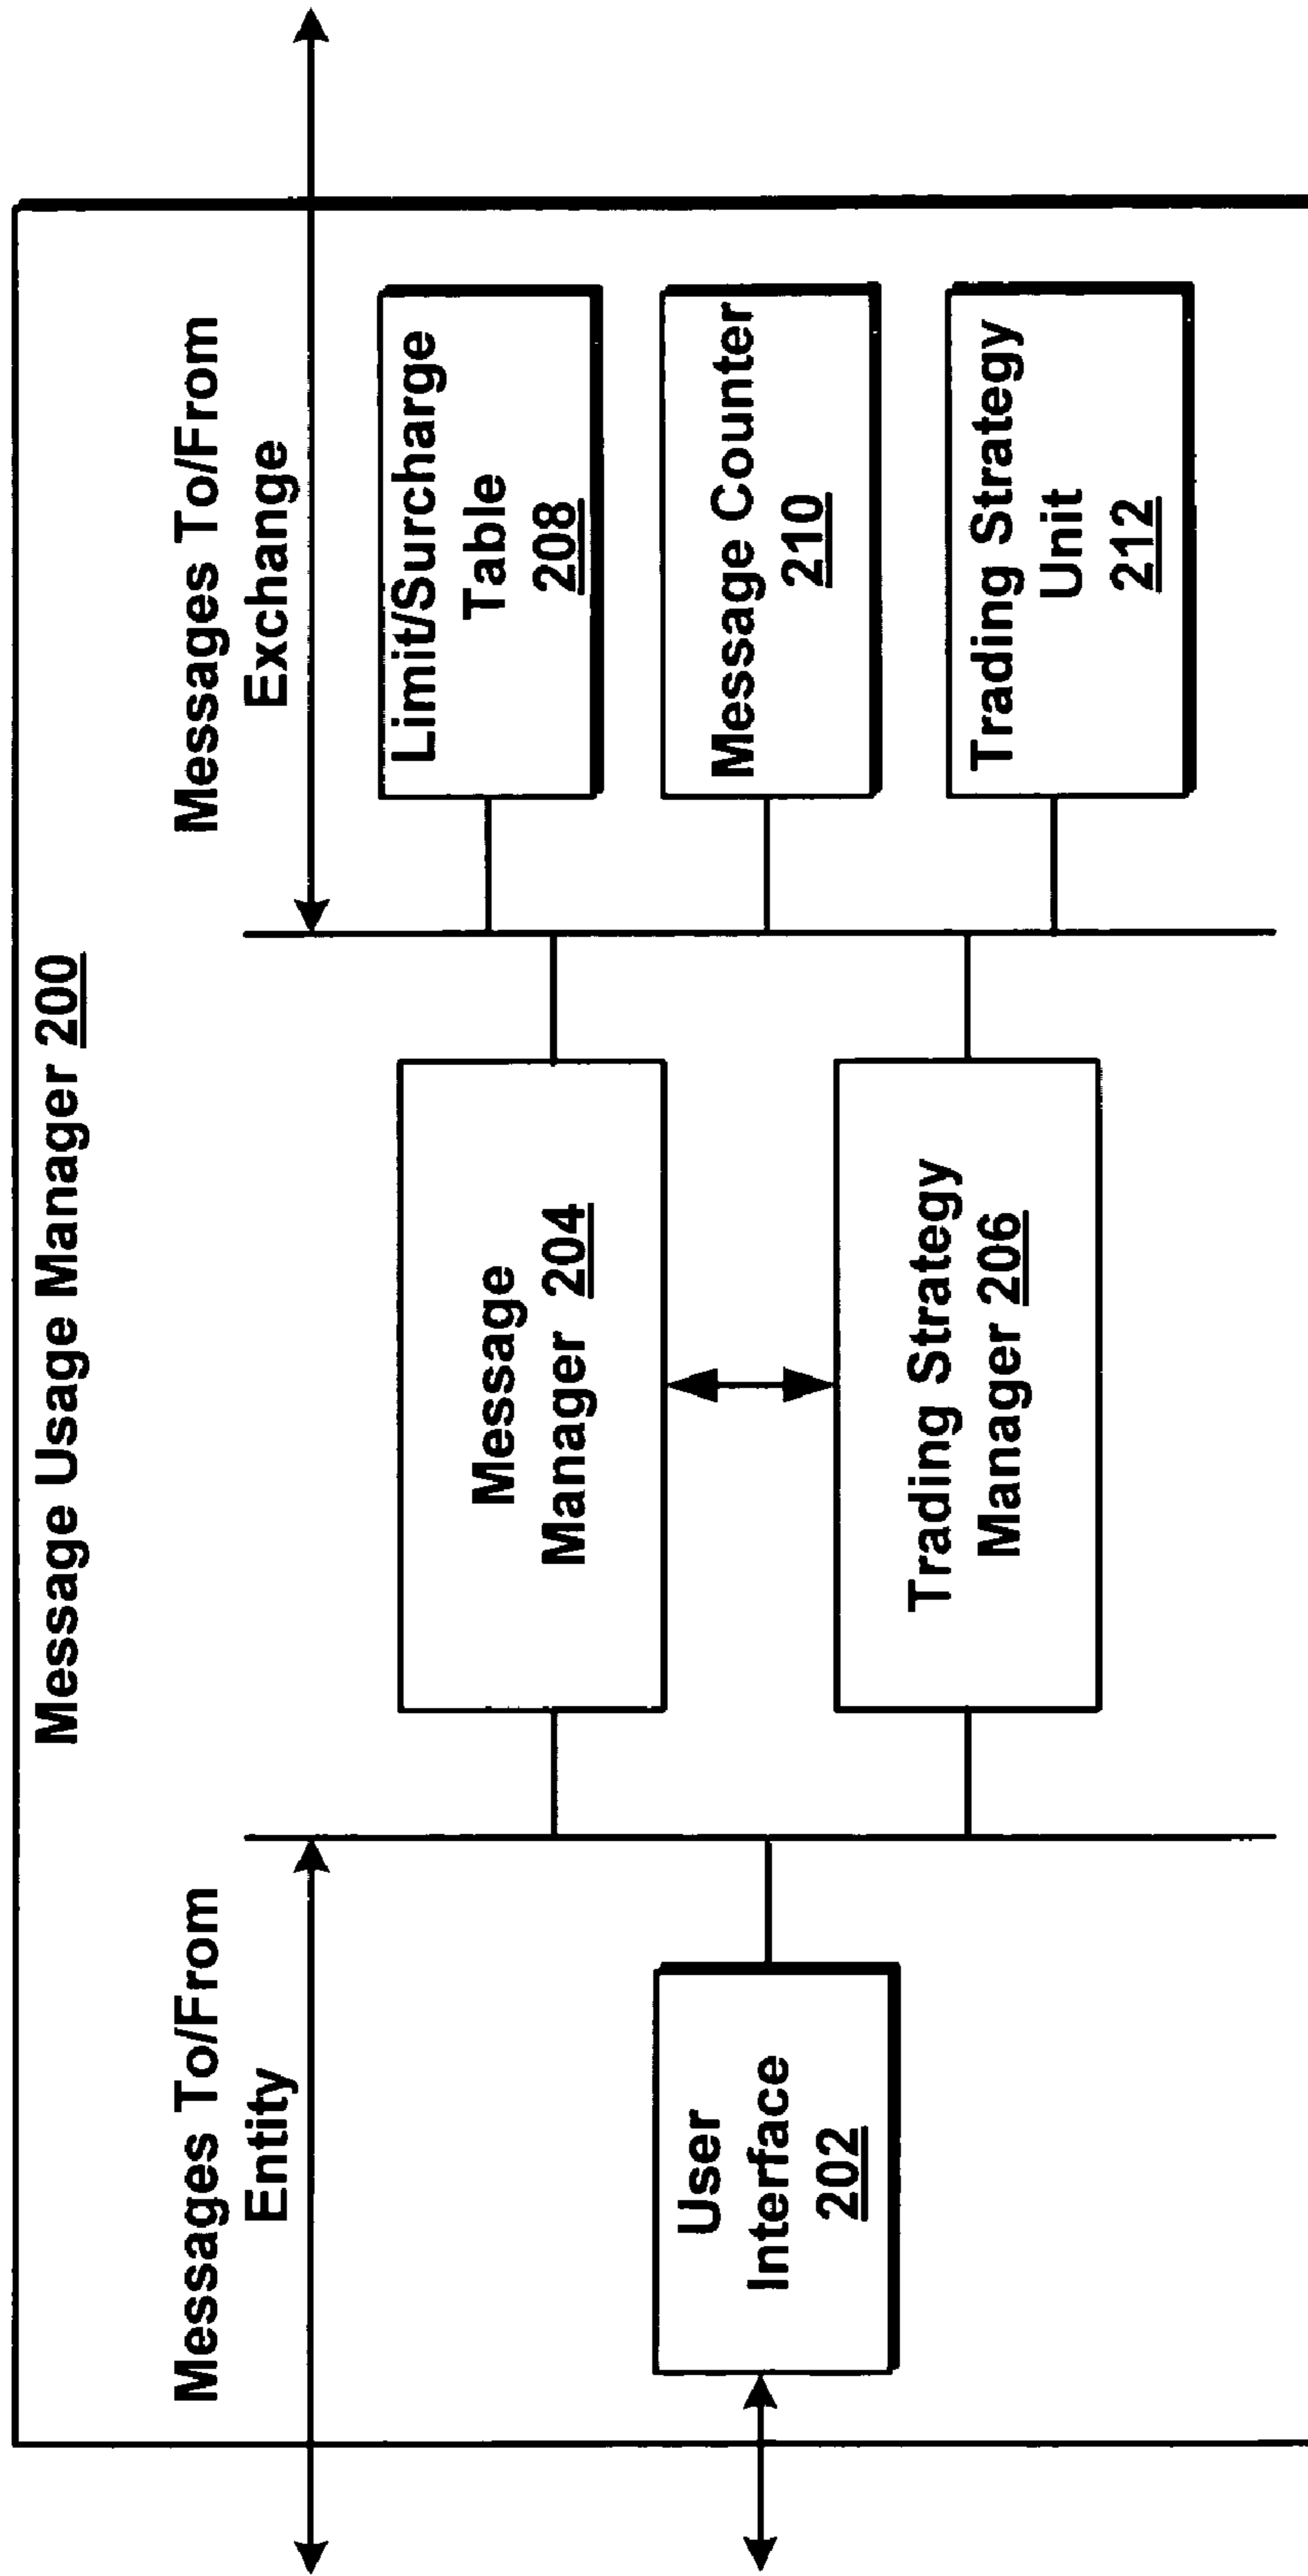 Message Usage Manager 200
Messages To/From
Entity
Messages To/From
Exchange
User
Interface
202
Message
Manager 204
Trading Strategy
Manager 206
Limit/Surcharge
Table
208
Message Counter
210
Trading Strategy
Unit
212